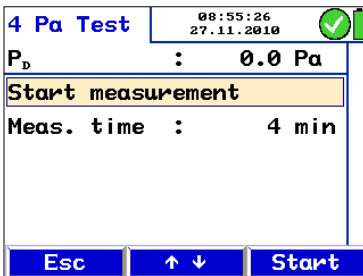 4 Pa Test 08:55:26
27.11.2010
P_D : 0.0 Pa
Start measurement
Meas. time : 4 min
Esc ↑ ↓ Start